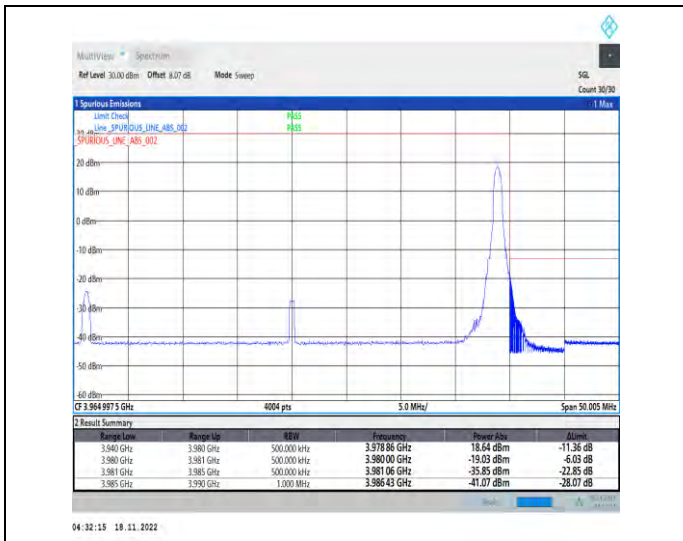 MultiView Spectrum
Ref Level 30.00 dBm Offset 8.07 dB Mode Sweep SGL
Count 30/30
1 Spurious Emissions 1 Max
Limit Check PASS
Line _SPURIOUS_LINE_ABS_002 PASS
_SPURIOUS_LINE_ABS_002
20 dBm
10 dBm
0 dBm
-10 dBm
-20 dBm
-30 dBm
-40 dBm
-50 dBm
-60 dBm
CF 3.964 997 5 GHz 4004 pts 5.0 MHz/ Span 50.005 MHz
2 Result Summary
Range Low Range Up RBW Frequency Power Abs ΔLimit
3.940 GHz 3.980 GHz 500.000 kHz 3.978 86 GHz 18.64 dBm -11.36 dB
3.980 GHz 3.981 GHz 500.000 kHz 3.980 00 GHz -19.03 dBm -6.03 dB
3.981 GHz 3.985 GHz 500.000 kHz 3.981 06 GHz -35.85 dBm -22.85 dB
3.985 GHz 3.990 GHz 1.000 MHz 3.986 43 GHz -41.07 dBm -28.07 dB
04:32:15 18.11.2022